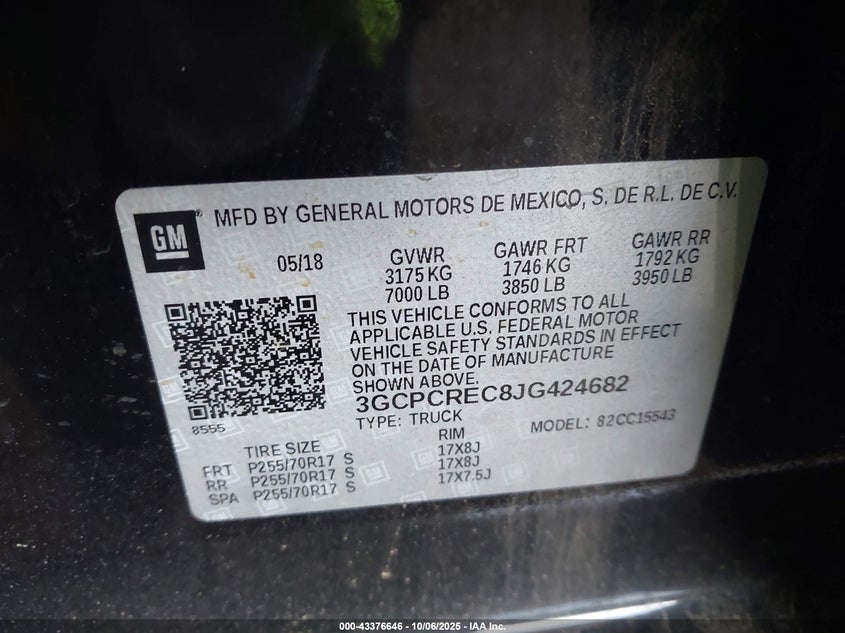 GM ® MFD BY GENERAL MOTORS DE MEXICO, S. DE R.L. DE C.V.
05/18 GVWR GAWR FRT GAWR RR
3175 KG 1746 KG 1792 KG
7000 LB 3850 LB 3950 LB
THIS VEHICLE CONFORMS TO ALL
APPLICABLE U.S. FEDERAL MOTOR
VEHICLE SAFETY STANDARDS IN EFFECT
ON THE DATE OF MANUFACTURE
SHOWN ABOVE.
3GCPCREC8JG424682
8555 TYPE: TRUCK MODEL: 82CC15543
TIRE SIZE RIM
FRT P255/70R17 S 17X8J
RR P255/70R17 S 17X8J
SPA P255/70R17 S 17X7.5J
000-43376646 - 10/06/2025 - IAA Inc.